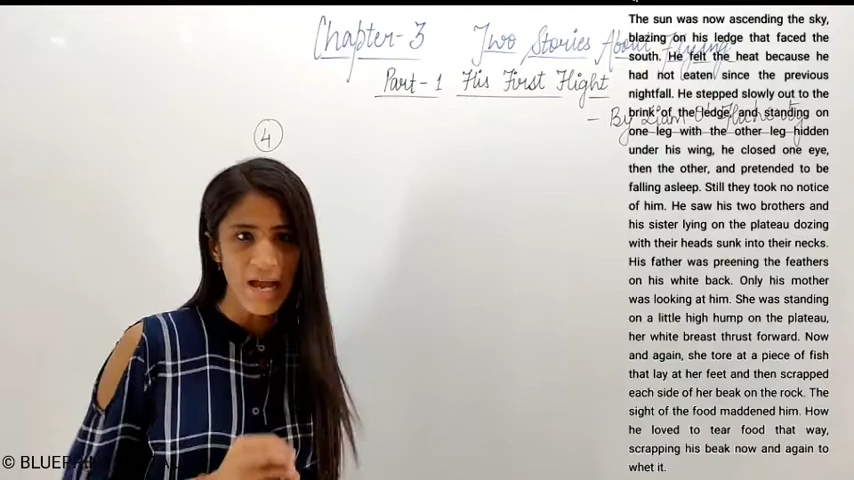 Chapter-3 Two Stories About Flying
Part-1 His First Flight
- By Liam O'Flaherty
4
The sun was now ascending the sky,
blazing on his ledge that faced the
south. He felt the heat because he
had not eaten since the previous
nightfall. He stepped slowly out to the
brink of the ledge, and standing on
one leg with the other leg hidden
under his wing, he closed one eye,
then the other, and pretended to be
falling asleep. Still they took no notice
of him. He saw his two brothers and
his sister lying on the plateau dozing
with their heads sunk into their necks.
His father was preening the feathers
on his white back. Only his mother
was looking at him. She was standing
on a little high hump on the plateau,
her white breast thrust forward. Now
and again, she tore at a piece of fish
that lay at her feet and then scrapped
each side of her beak on the rock. The
sight of the food maddened him. How
he loved to tear food that way,
scrapping his beak now and again to
whet it.
© BLUEPRINT